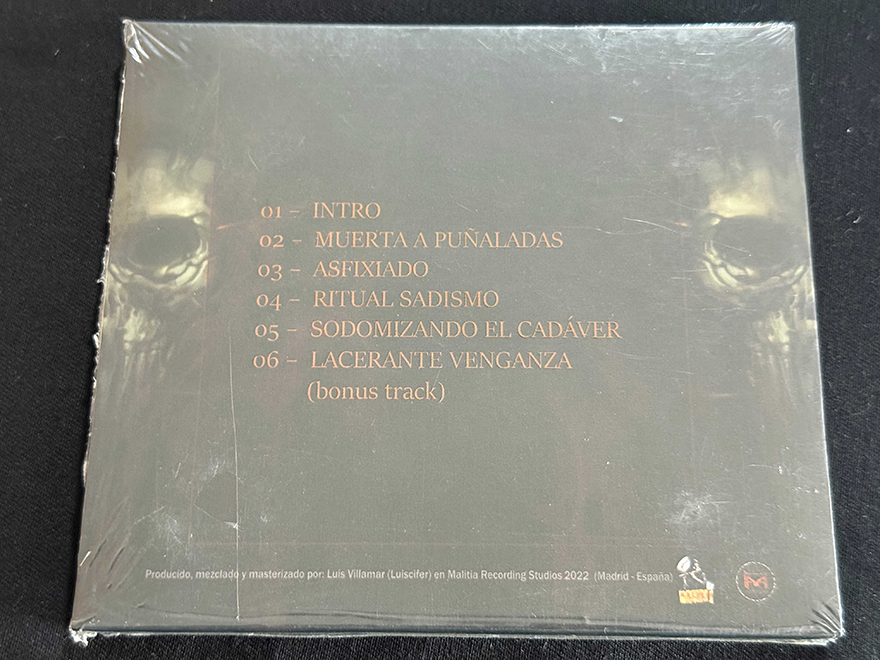 01 – INTRO
02 – MUERTA A PUÑALADAS
03 – ASFIXIADO
04 – RITUAL SADISMO
05 – SODOMIZANDO EL CADÁVER
06 – LACERANTE VENGANZA
(bonus track)
Producido, mezclado y masterizado por: Luis Villamar (Luiscifer) en Malitia Recording Studios 2022 (Madrid - España)